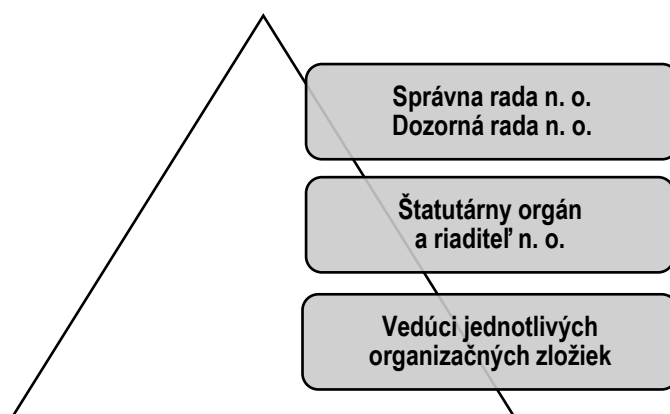 Správna rada n. o.
Dozorná rada n. o.
Štatutárny orgán
a riaditeľ n. o.
Vedúci jednotlivých
organizačných zložiek